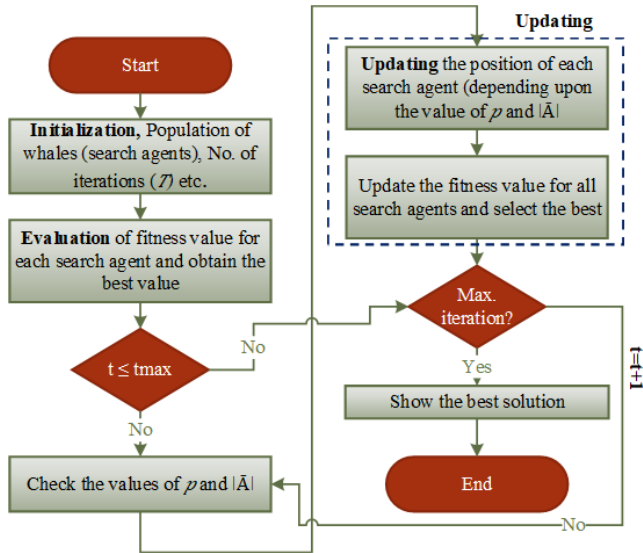 Start
Initialization, Population of
whales (search agents), No. of
iterations (T) etc.
Evaluation of fitness value for
each search agent and obtain the
best value
t ≤ tmax
No
No
Check the values of p and |Ā|
Updating
Updating the position of each
search agent (depending upon
the value of p and |Ā|
Update the fitness value for all
search agents and select the best
Max.
iteration?
Yes
t=t+1
Show the best solution
End
No